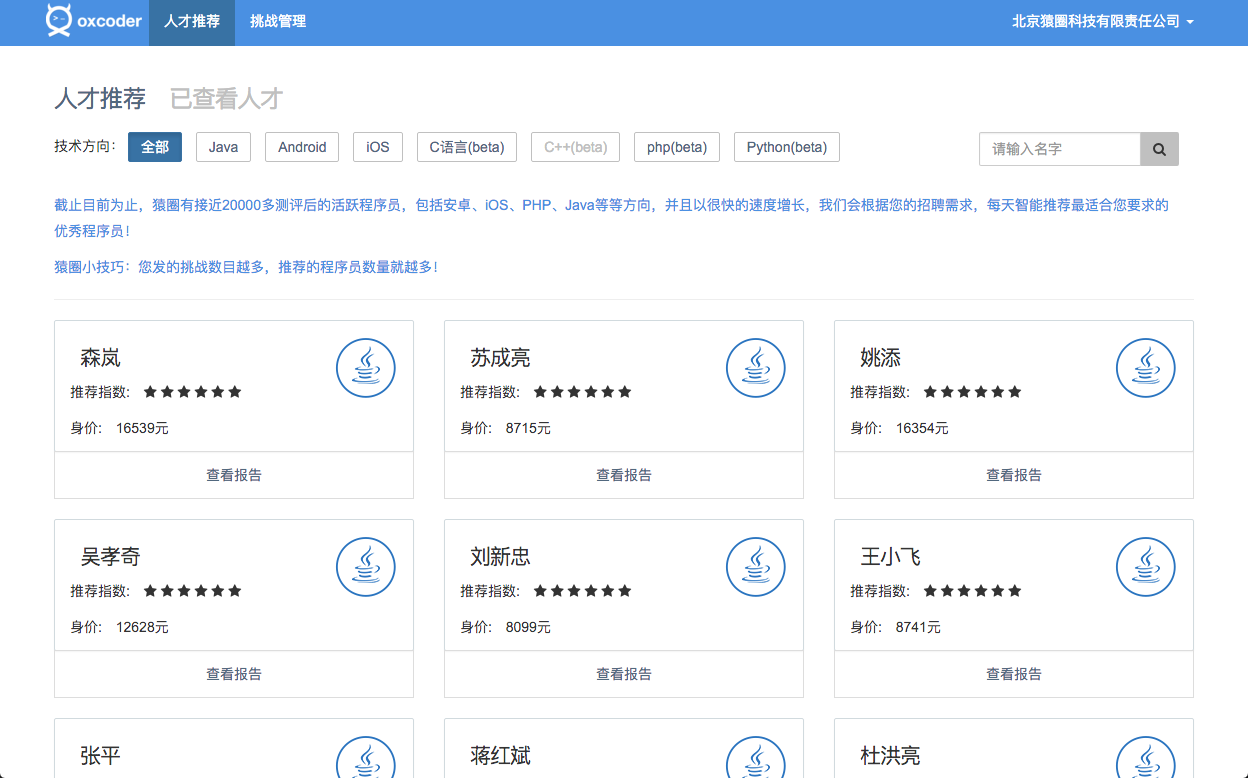 oxcoder 人才推荐 挑战管理 北京猿圈科技有限责任公司
人才推荐 已查看人才
技术方向： 全部 Java Android iOS C语言(beta) C++(beta) php(beta) Python(beta) 请输入名字
截止目前为止，猿圈有接近20000多测评后的活跃程序员，包括安卓、iOS、PHP、Java等等方向，并且以很快的速度增长，我们会根据您的招聘需求，每天智能推荐最适合您要求的
优秀程序员！
猿圈小技巧：您发的挑战数目越多，推荐的程序员数量就越多！
森岚 苏成亮 姚添
推荐指数: 推荐指数: 推荐指数:
身价: 16539元 身价: 8715元 身价: 16354元
查看报告 查看报告 查看报告
吴孝奇 刘新忠 王小飞
推荐指数: 推荐指数: 推荐指数:
身价: 12628元 身价: 8099元 身价: 8741元
查看报告 查看报告 查看报告
张平 蒋红斌 杜洪亮